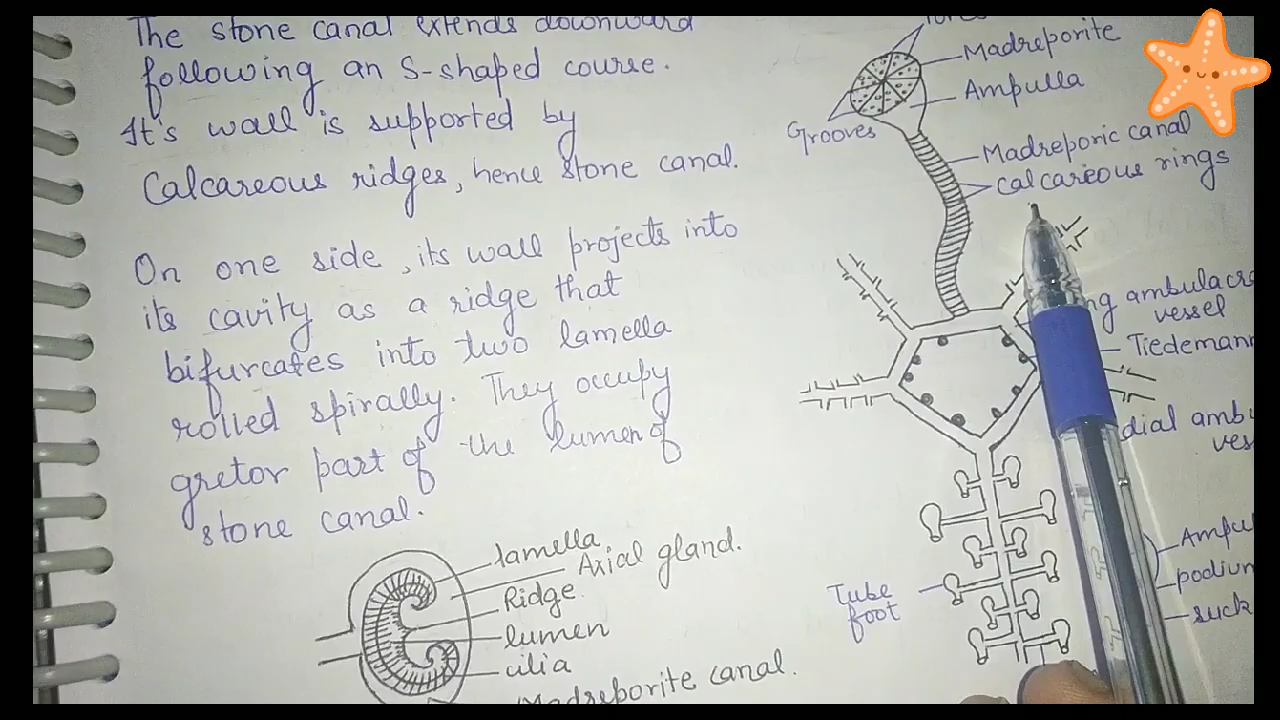 The stone canal extends downward
following an S-shaped course.
It's wall is supported by
Calcareous ridges, hence stone canal.
On one side, its wall projects into
its cavity as a ridge that
bifurcates into two lamella
rolled spirally. They occupy
gretor part of the lumen of
stone canal.
lamella
Axial gland.
Ridge
lumen
cilia
Madreporite canal.
Madreporite
Ampulla
Grooves
Madreporic canal
calcareous rings
vessel
Tube
foot